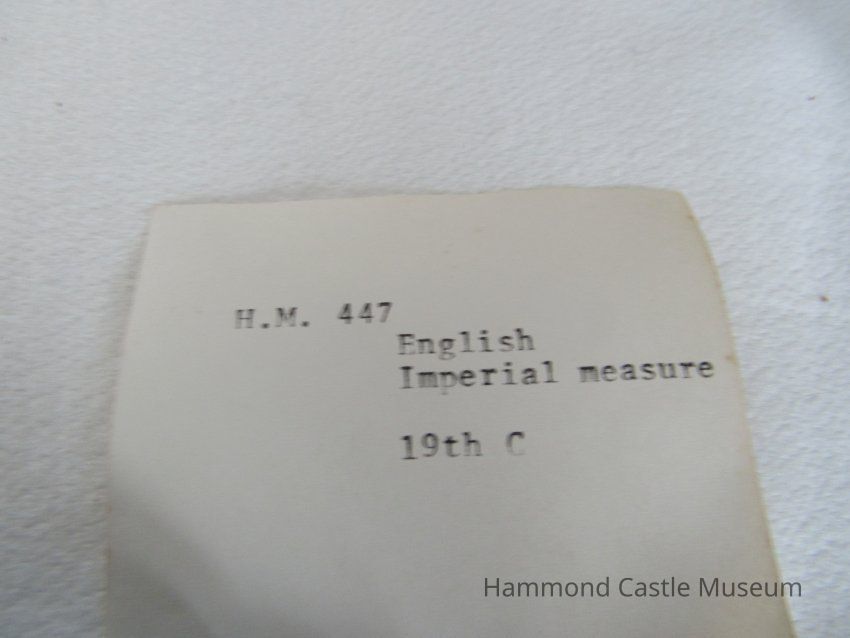 H.M. 447
English
Imperial measure
19th C
Hammond Castle Museum